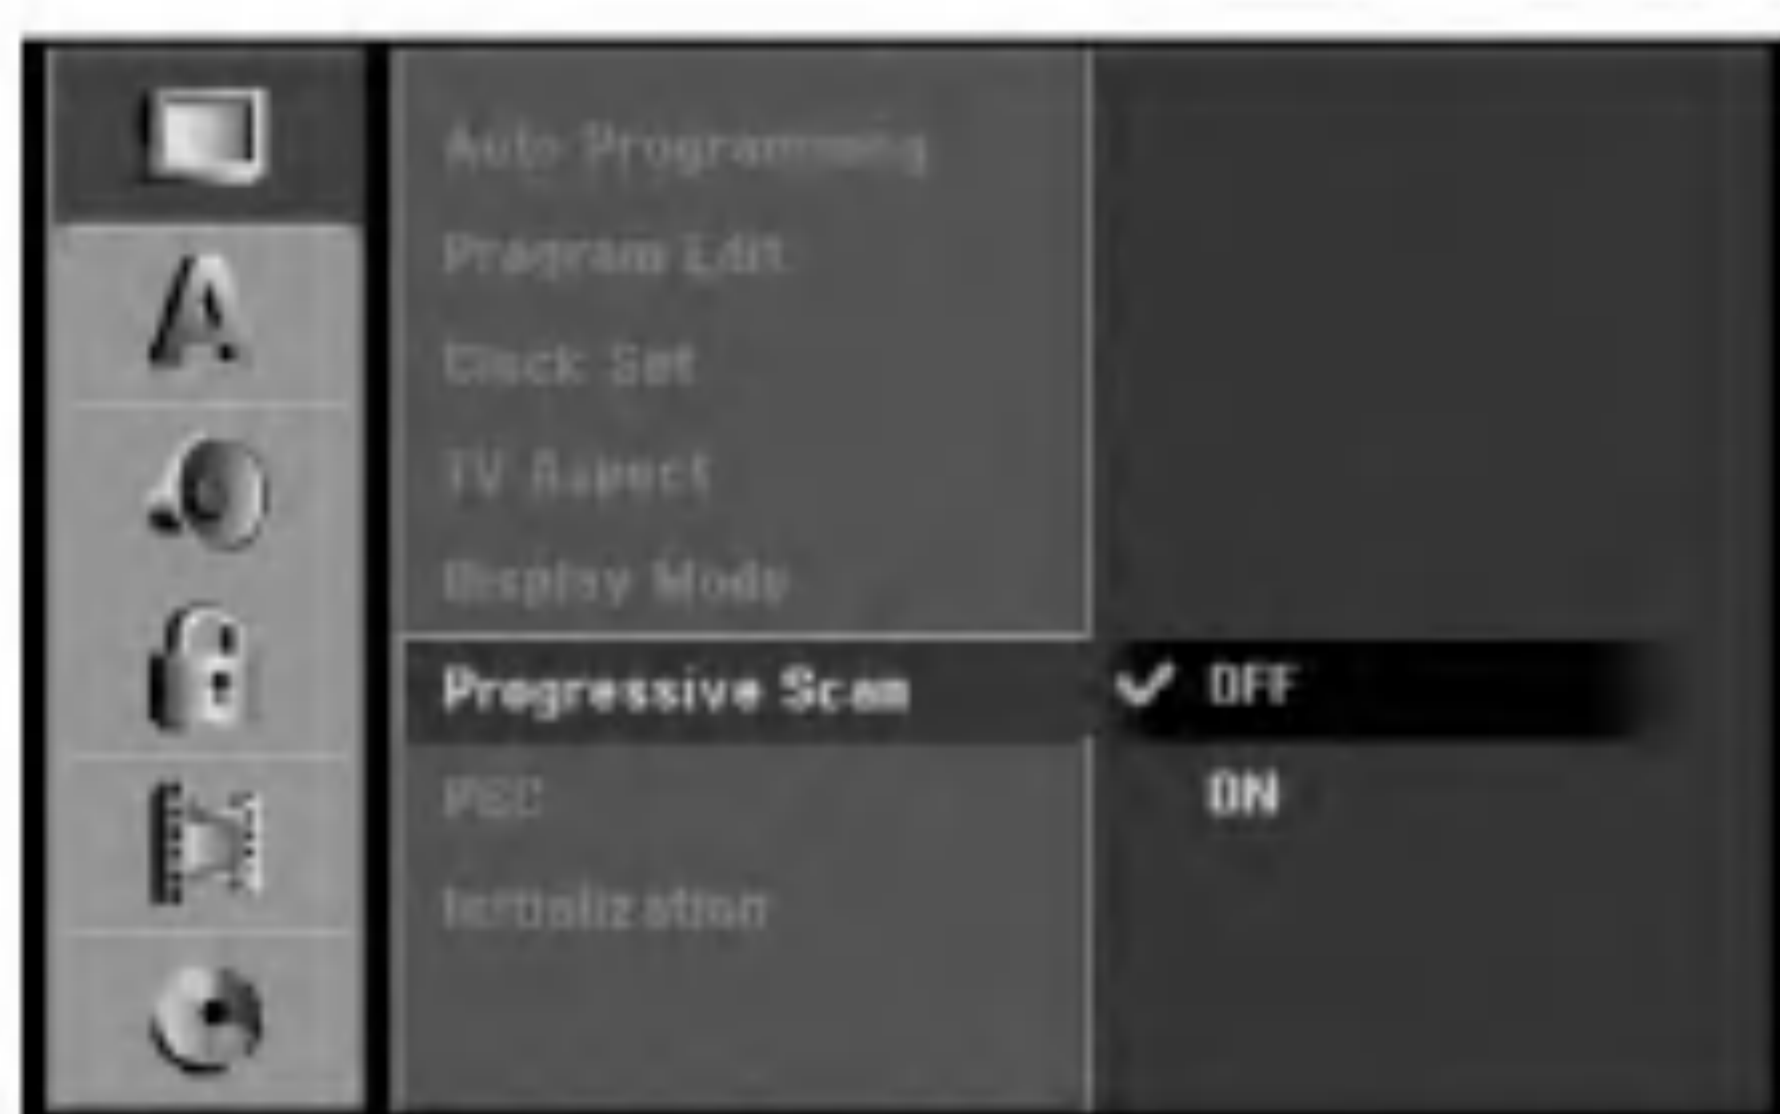 A
Auto Programming
Program Edit
Clock Set
TV Aspect
Display Mode
Progressive Scan
✓ OFF
ON
PBC
Initialization